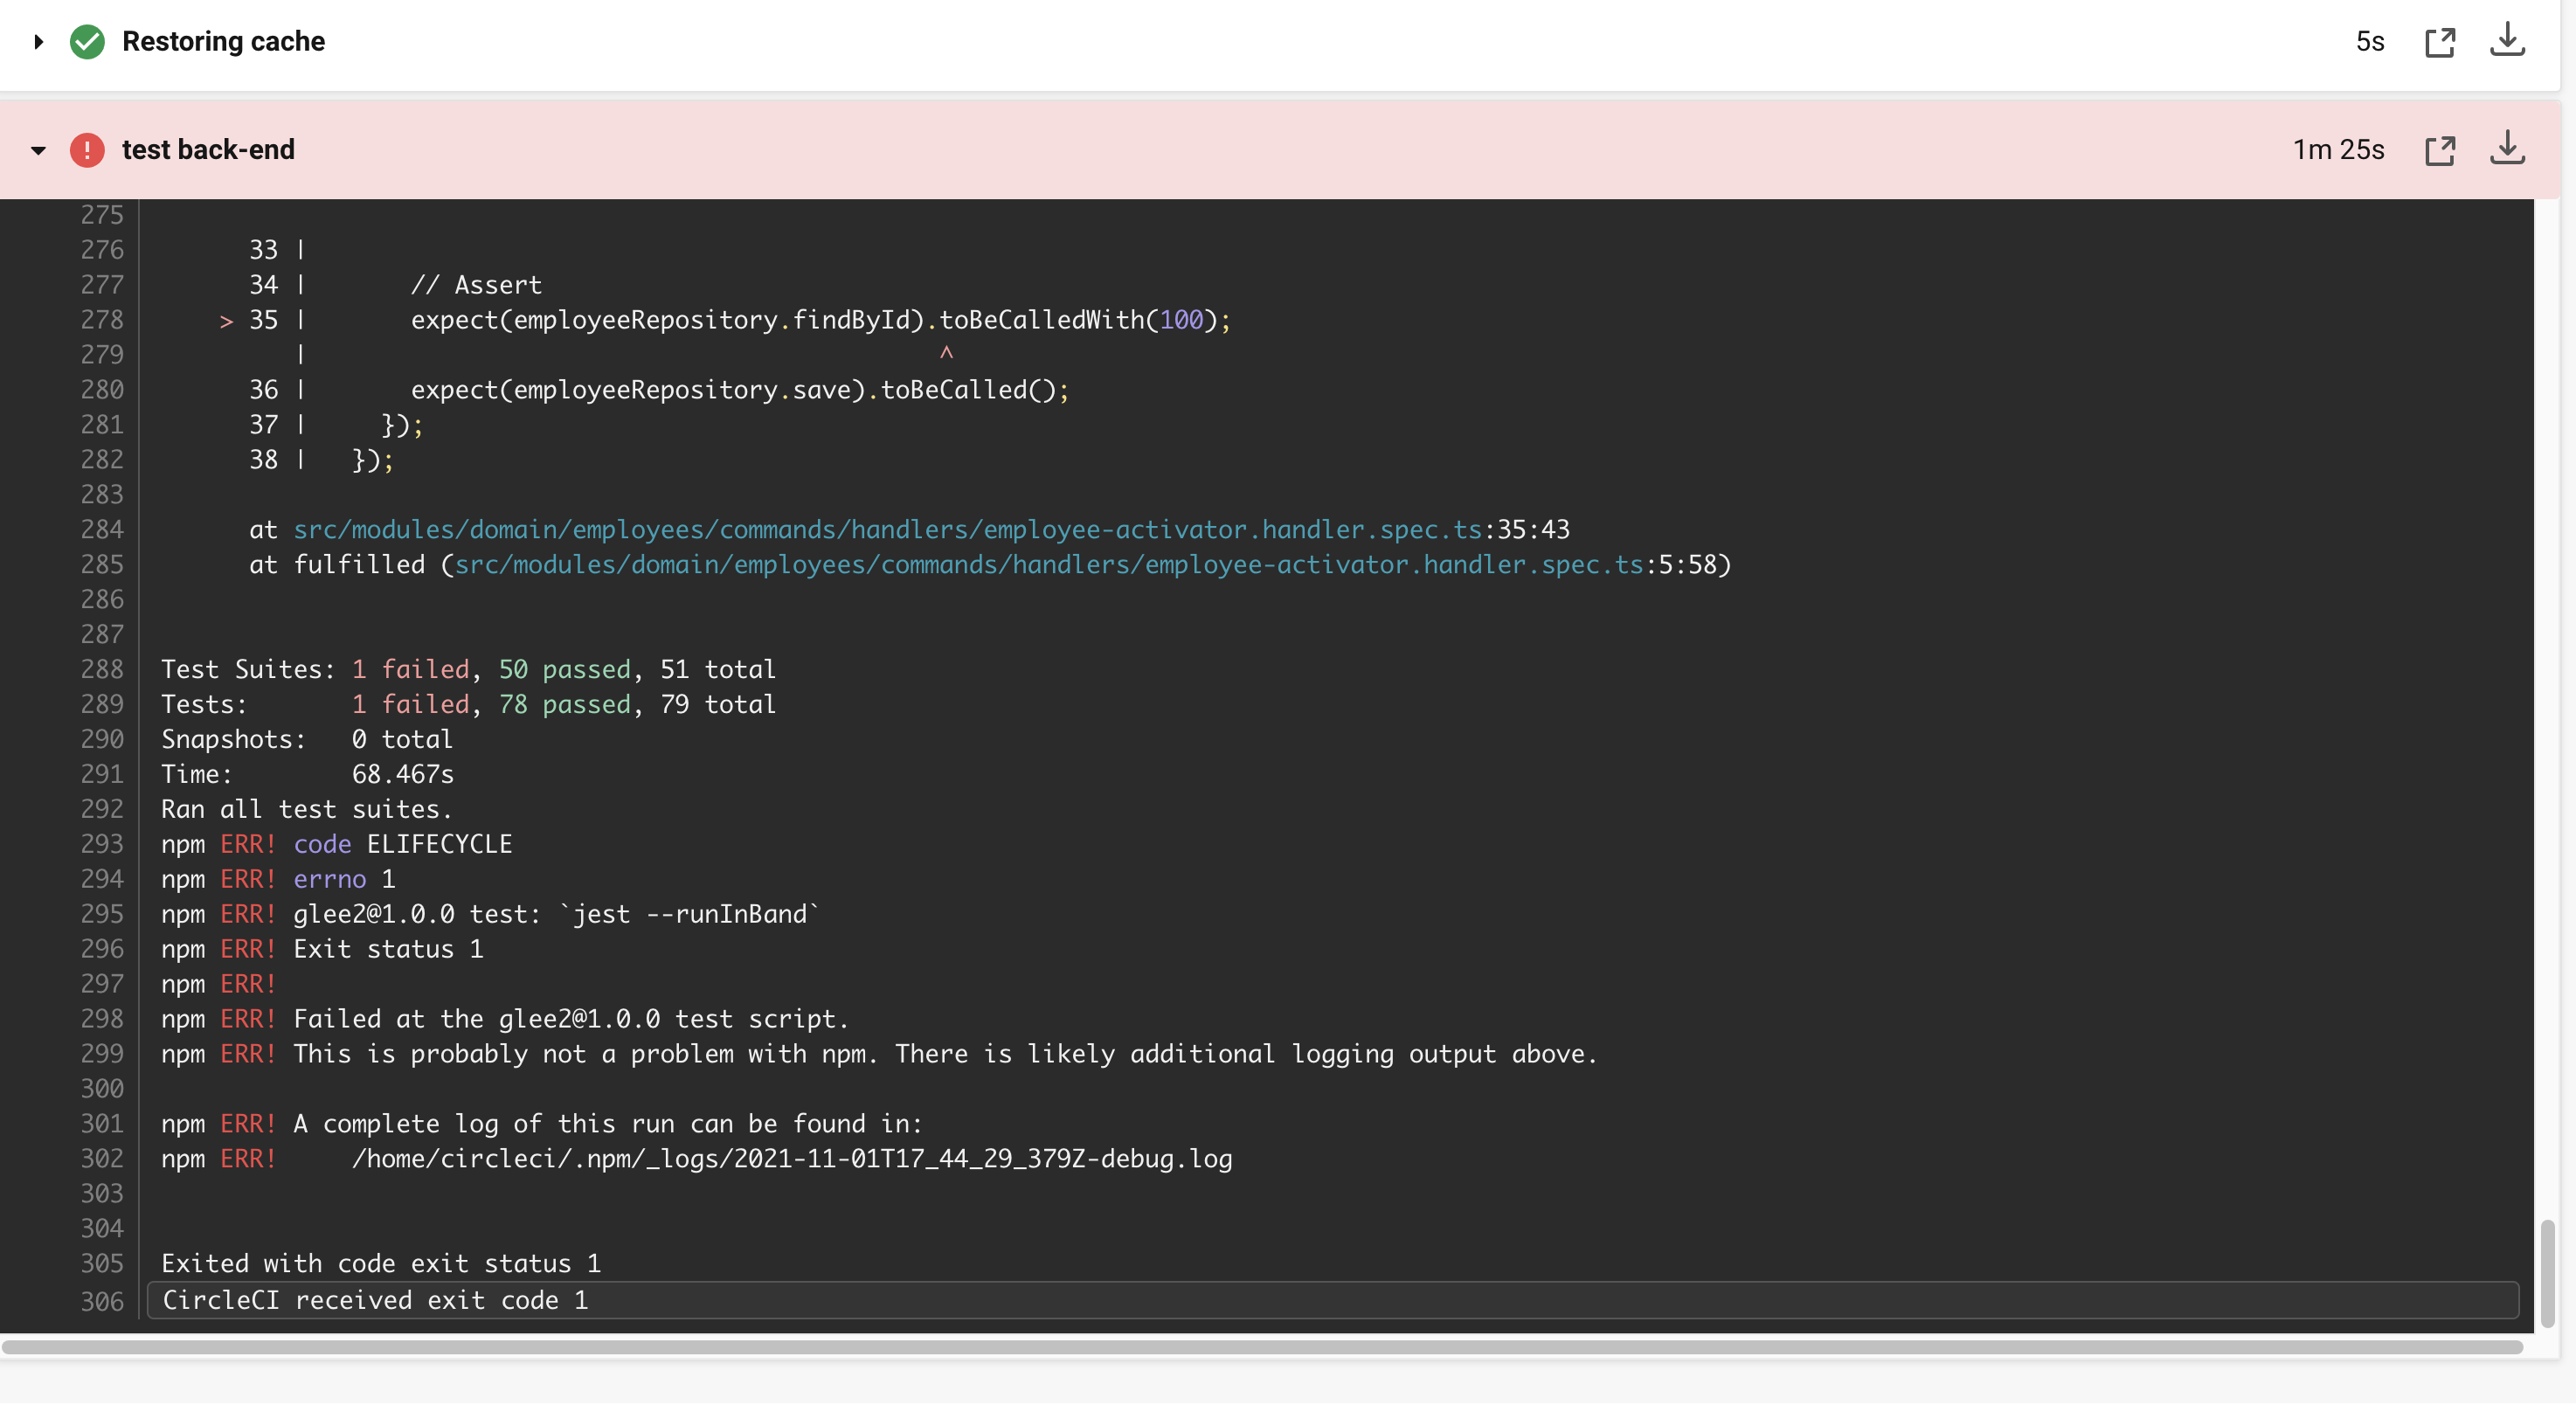 Restoring cache 5s
test back-end 1m 25s
275
276 33 |
277 34 | // Assert
278 > 35 | expect(employeeRepository.findById).toBeCalledWith(100);
279 | ^
280 36 | expect(employeeRepository.save).toBeCalled();
281 37 | });
282 38 | });
283
284 at src/modules/domain/employees/commands/handlers/employee-activator.handler.spec.ts:35:43
285 at fulfilled (src/modules/domain/employees/commands/handlers/employee-activator.handler.spec.ts:5:58)
286
287
288 Test Suites: 1 failed, 50 passed, 51 total
289 Tests: 1 failed, 78 passed, 79 total
290 Snapshots: 0 total
291 Time: 68.467s
292 Ran all test suites.
293 npm ERR! code ELIFECYCLE
294 npm ERR! errno 1
295 npm ERR! glee2@1.0.0 test: `jest --runInBand`
296 npm ERR! Exit status 1
297 npm ERR!
298 npm ERR! Failed at the glee2@1.0.0 test script.
299 npm ERR! This is probably not a problem with npm. There is likely additional logging output above.
300
301 npm ERR! A complete log of this run can be found in:
302 npm ERR! /home/circleci/.npm/_logs/2021-11-01T17_44_29_379Z-debug.log
303
304
305 Exited with code exit status 1
306 CircleCI received exit code 1